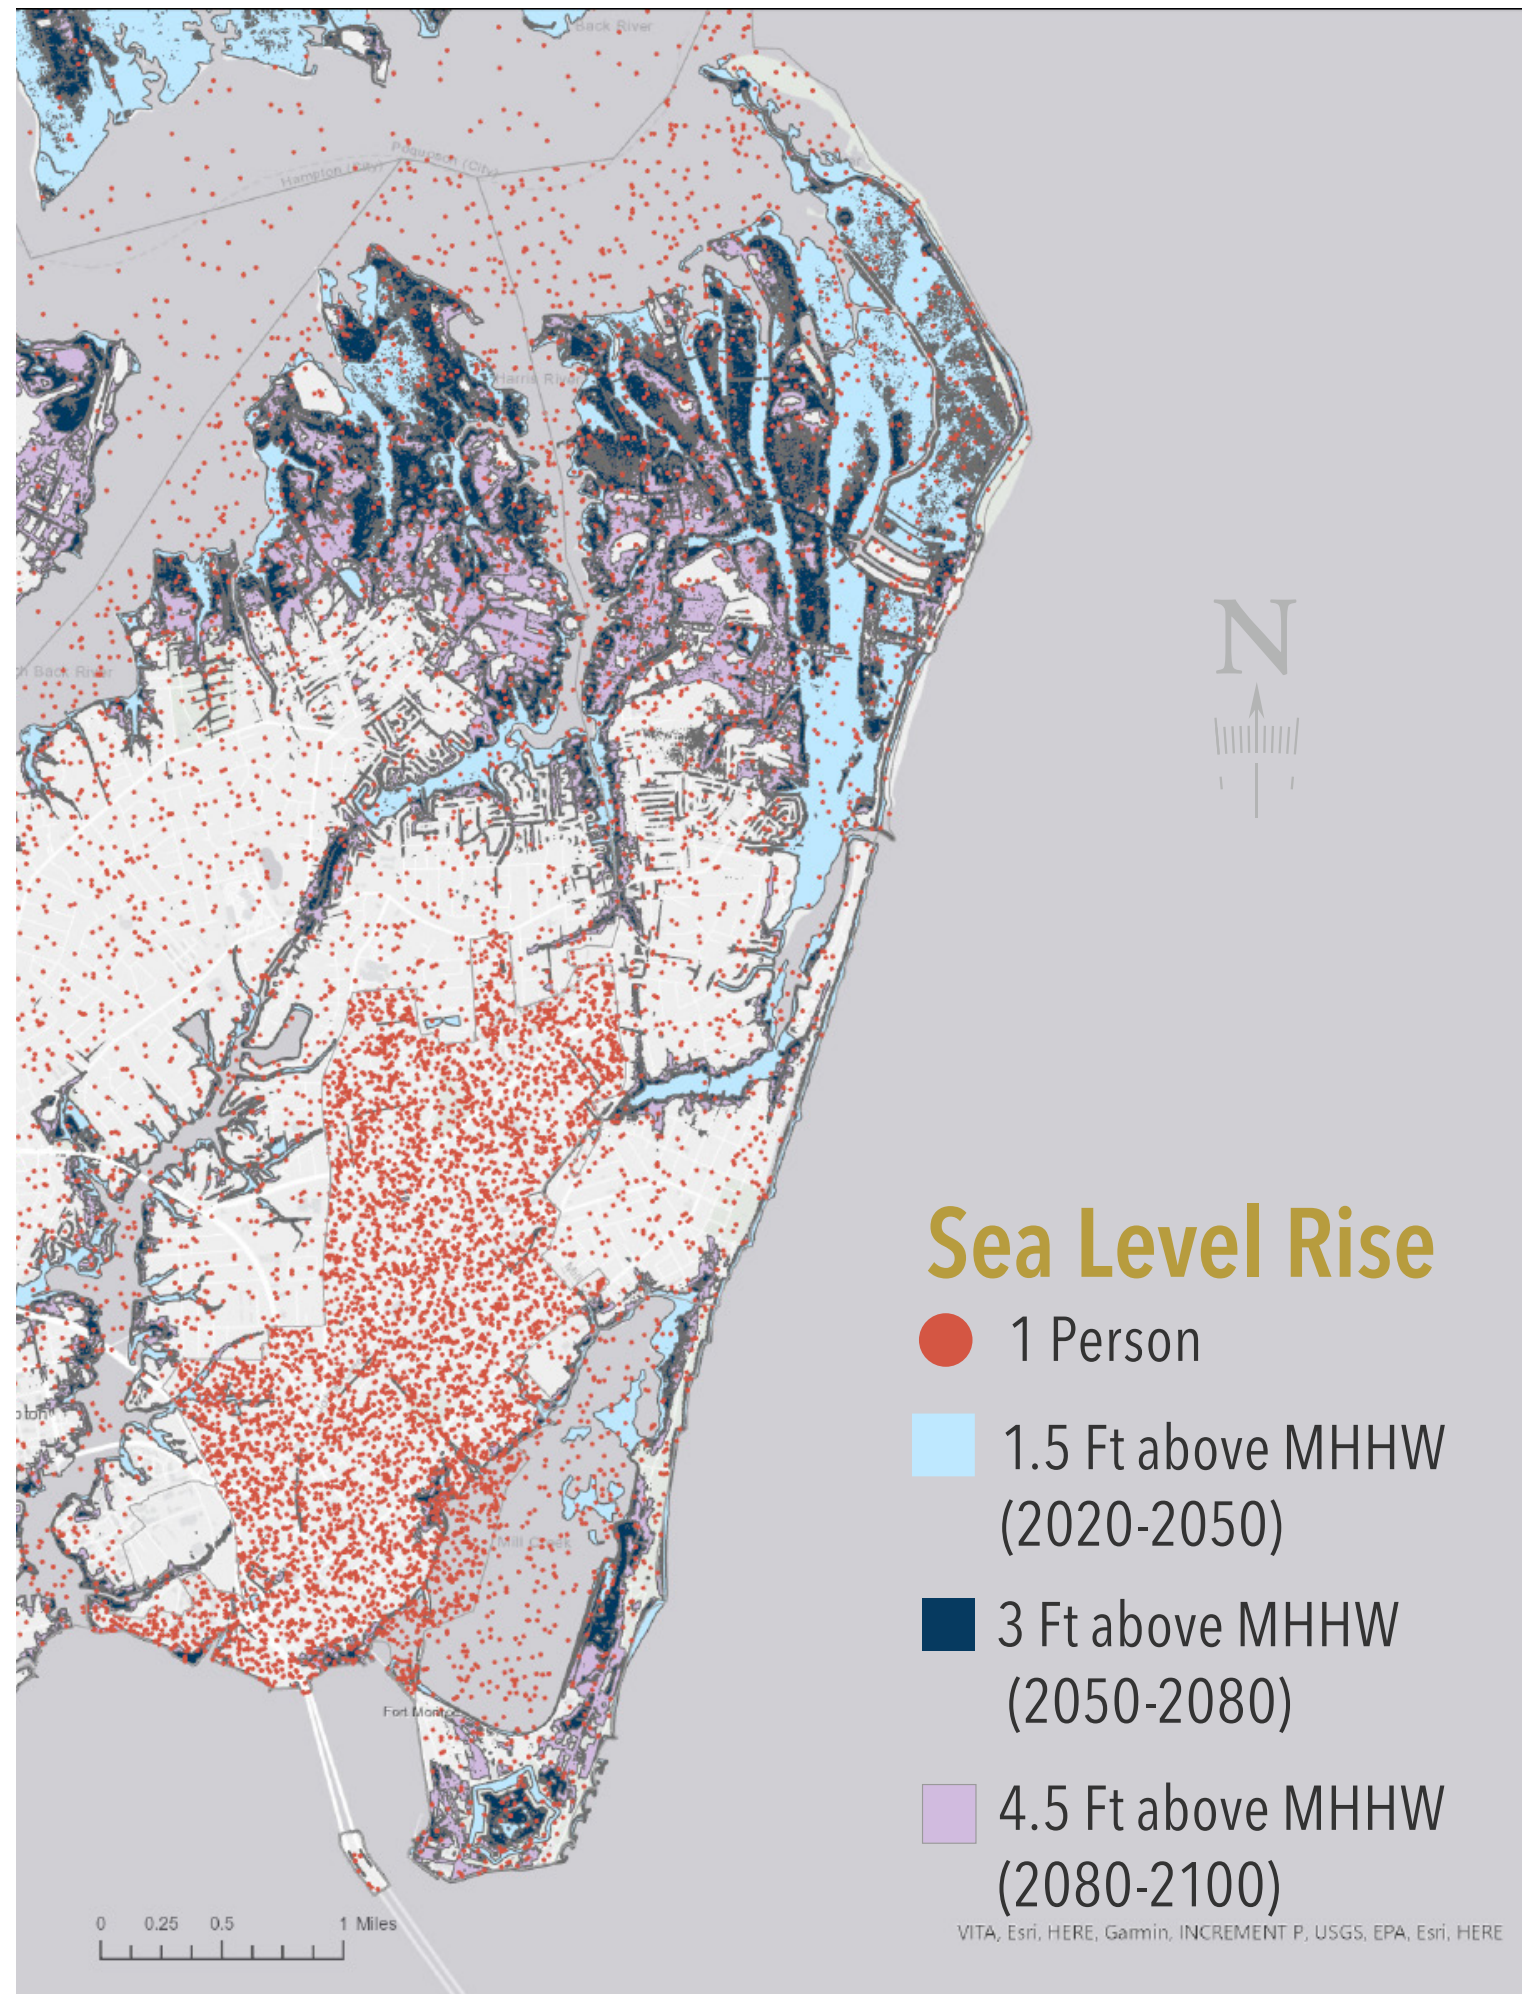 Back River
Poquoson (City)
Hampton (City)
Harris River
Back River
Mill Creek
Fort Monroe
N
Sea Level Rise
1 Person
1.5 Ft above MHHW
(2020-2050)
3 Ft above MHHW
(2050-2080)
4.5 Ft above MHHW
(2080-2100)
0 0.25 0.5 1 Miles
VITA, Esri, HERE, Garmin, INCREMENT P, USGS, EPA, Esri, HERE